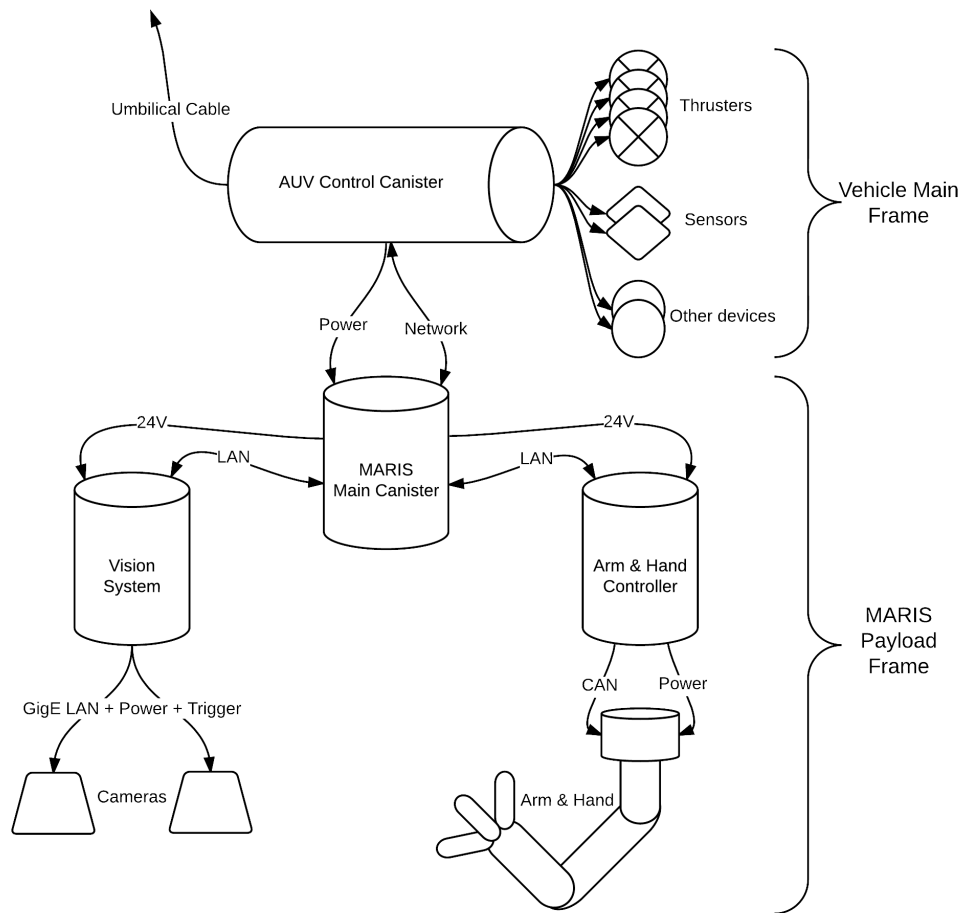 Umbilical Cable
Thrusters
AUV Control Canister
Vehicle Main
Frame
Sensors
Other devices
Power
Network
24V
24V
LAN
LAN
MARIS
Main Canister
Vision
System
Arm & Hand
Controller
MARIS
Payload
Frame
CAN
Power
GigE LAN + Power + Trigger
Cameras
Arm & Hand